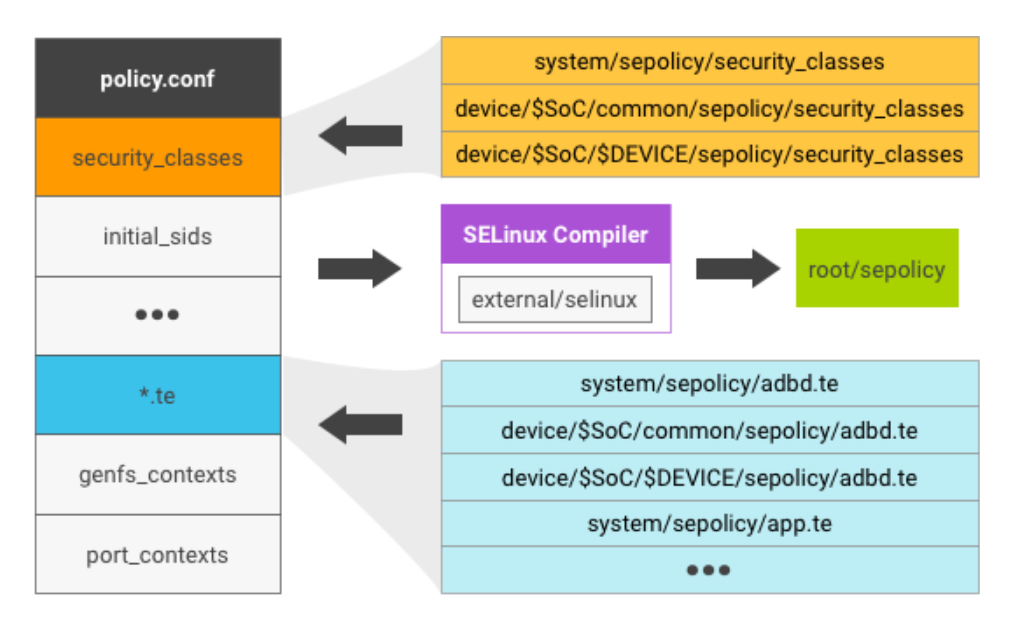 policy.conf
security_classes
initial_sids
•••
*.te
genfs_contexts
port_contexts
system/sepolicy/security_classes
device/$SoC/common/sepolicy/security_classes
device/$SoC/$DEVICE/sepolicy/security_classes
SELinux Compiler
external/selinux
root/sepolicy
system/sepolicy/adbd.te
device/$SoC/common/sepolicy/adbd.te
device/$SoC/$DEVICE/sepolicy/adbd.te
system/sepolicy/app.te
•••